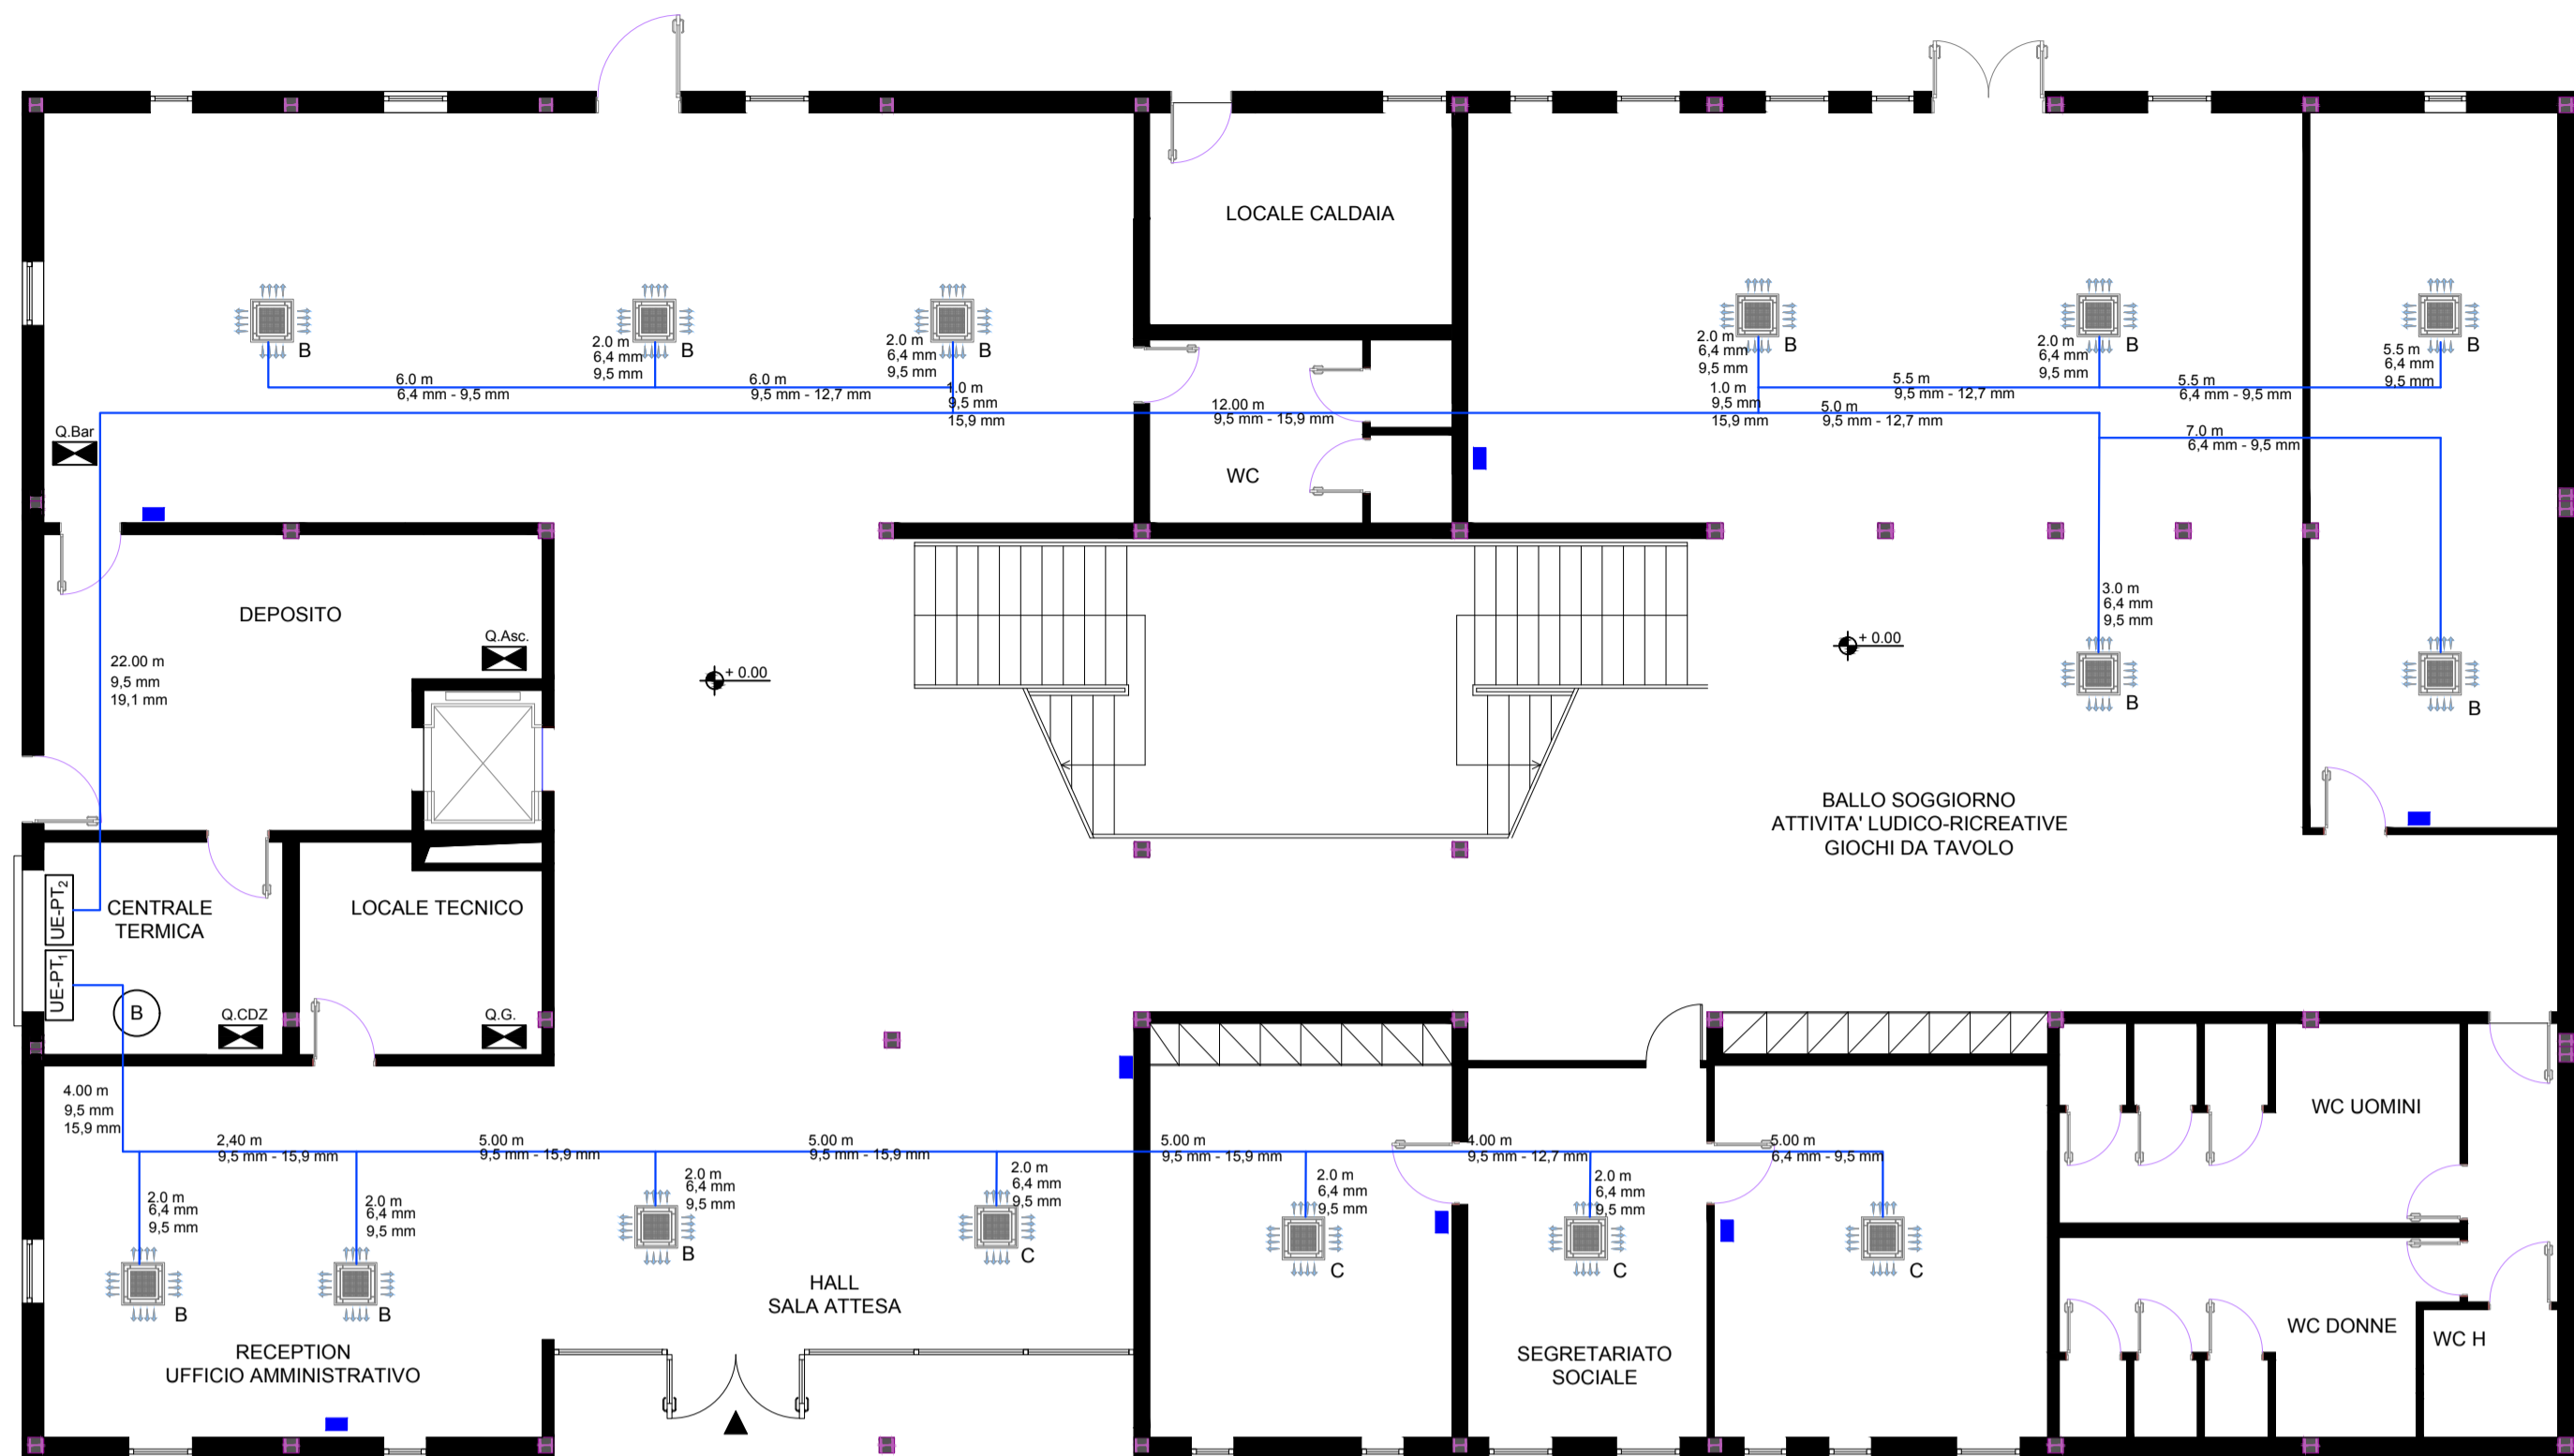 LOCALE CALDAIA
B
2.0 m
6,4 mm
9,5 mm
B
2.0 m
6,4 mm
9,5 mm
B
2.0 m
6,4 mm
9,5 mm
B
2.0 m
6,4 mm
9,5 mm
B
5.5 m
6,4 mm
9,5 mm
B
6.0 m
6,4 mm - 9,5 mm
6.0 m
9,5 mm - 12,7 mm
1.0 m
9,5 mm
15,9 mm
12.00 m
9,5 mm - 15,9 mm
1.0 m
9,5 mm
15,9 mm
5.5 m
9,5 mm - 12,7 mm
5.5 m
6,4 mm - 9,5 mm
5.0 m
9,5 mm - 12,7 mm
7.0 m
6,4 mm - 9,5 mm
Q.Bar
WC
DEPOSITO
Q.Asc.
22.00 m
9,5 mm
19,1 mm
+ 0.00
+ 0.00
3.0 m
6,4 mm
9,5 mm
B
B
BALLO SOGGIORNO
ATTIVITA' LUDICO-RICREATIVE
GIOCHI DA TAVOLO
UE-PT2
CENTRALE
TERMICA
LOCALE TECNICO
UE-PT1
B
Q.CDZ
Q.G.
4.00 m
9,5 mm
15,9 mm
2,40 m
9,5 mm - 15,9 mm
5.00 m
9,5 mm - 15,9 mm
5.00 m
9,5 mm - 15,9 mm
5.00 m
9,5 mm - 15,9 mm
4.00 m
9,5 mm - 12,7 mm
5.00 m
6,4 mm - 9,5 mm
WC UOMINI
2.0 m
6,4 mm
9,5 mm
B
2.0 m
6,4 mm
9,5 mm
B
2.0 m
6,4 mm
9,5 mm
B
2.0 m
6,4 mm
9,5 mm
C
2.0 m
6,4 mm
9,5 mm
C
2.0 m
6,4 mm
9,5 mm
C
C
HALL
SALA ATTESA
RECEPTION
UFFICIO AMMINISTRATIVO
SEGRETARIATO
SOCIALE
WC DONNE
WC H